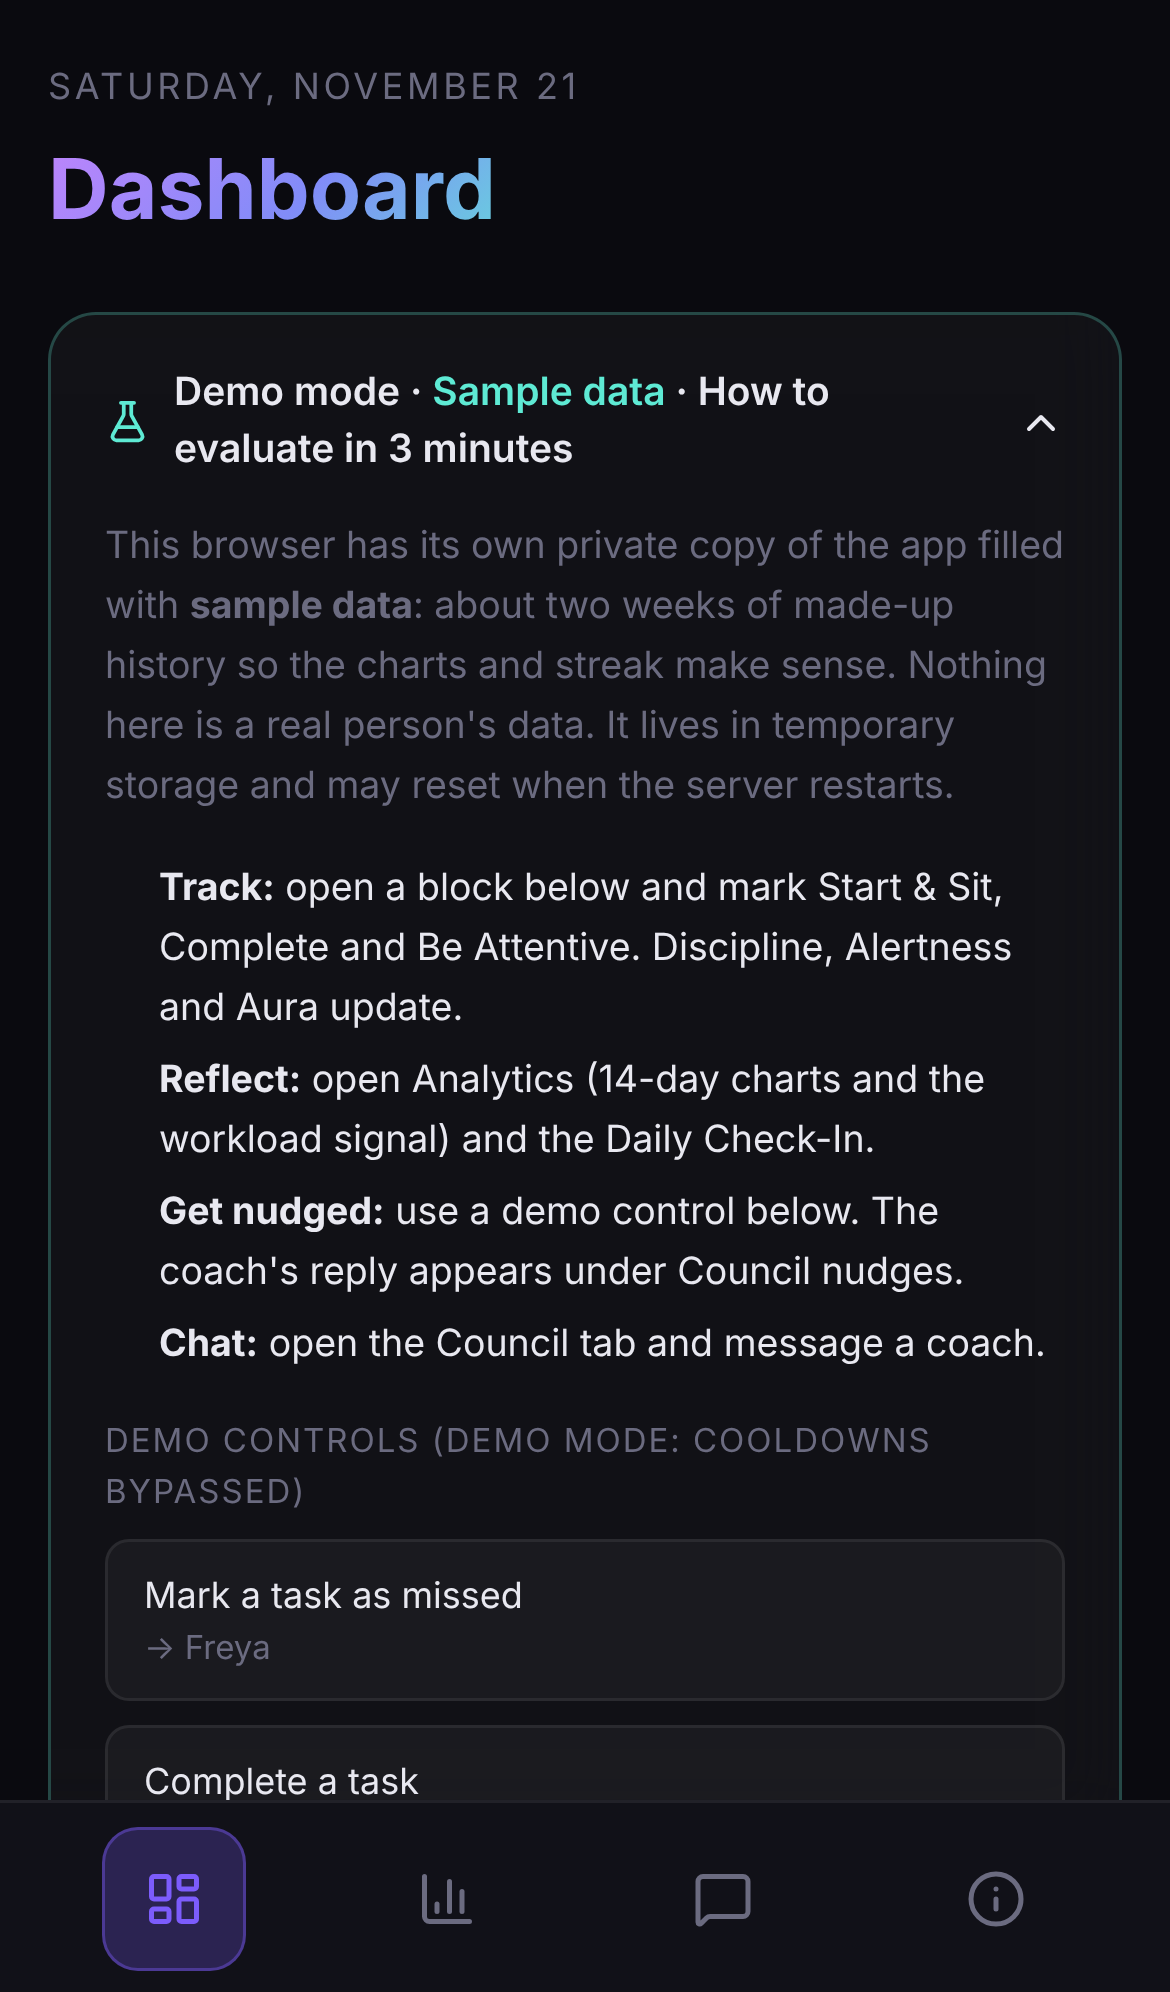 SATURDAY, NOVEMBER 21
Dashboard
Demo mode · Sample data · How to
evaluate in 3 minutes
This browser has its own private copy of the app filled
with sample data: about two weeks of made-up
history so the charts and streak make sense. Nothing
here is a real person's data. It lives in temporary
storage and may reset when the server restarts.
Track: open a block below and mark Start & Sit,
Complete and Be Attentive. Discipline, Alertness
and Aura update.
Reflect: open Analytics (14-day charts and the
workload signal) and the Daily Check-In.
Get nudged: use a demo control below. The
coach's reply appears under Council nudges.
Chat: open the Council tab and message a coach.
DEMO CONTROLS (DEMO MODE: COOLDOWNS
BYPASSED)
Mark a task as missed
→ Freya
Complete a task